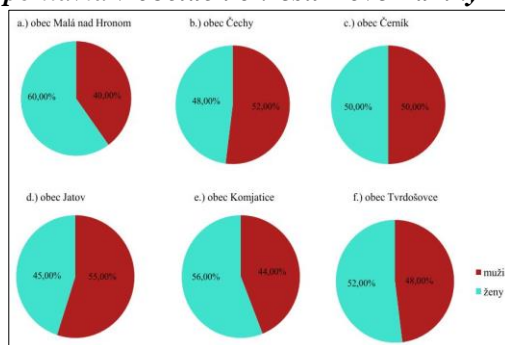 a.) obec Malá nad Hronom
b.) obec Čechy
c.) obec Černík
60,00%
40,00%
48,00%
52,00%
50,00%
50,00%
d.) obec Jatov
e.) obec Komjatice
f.) obec Tvrdošovce
45,00%
55,00%
56,00%
44,00%
52,00%
48,00%
muži
ženy